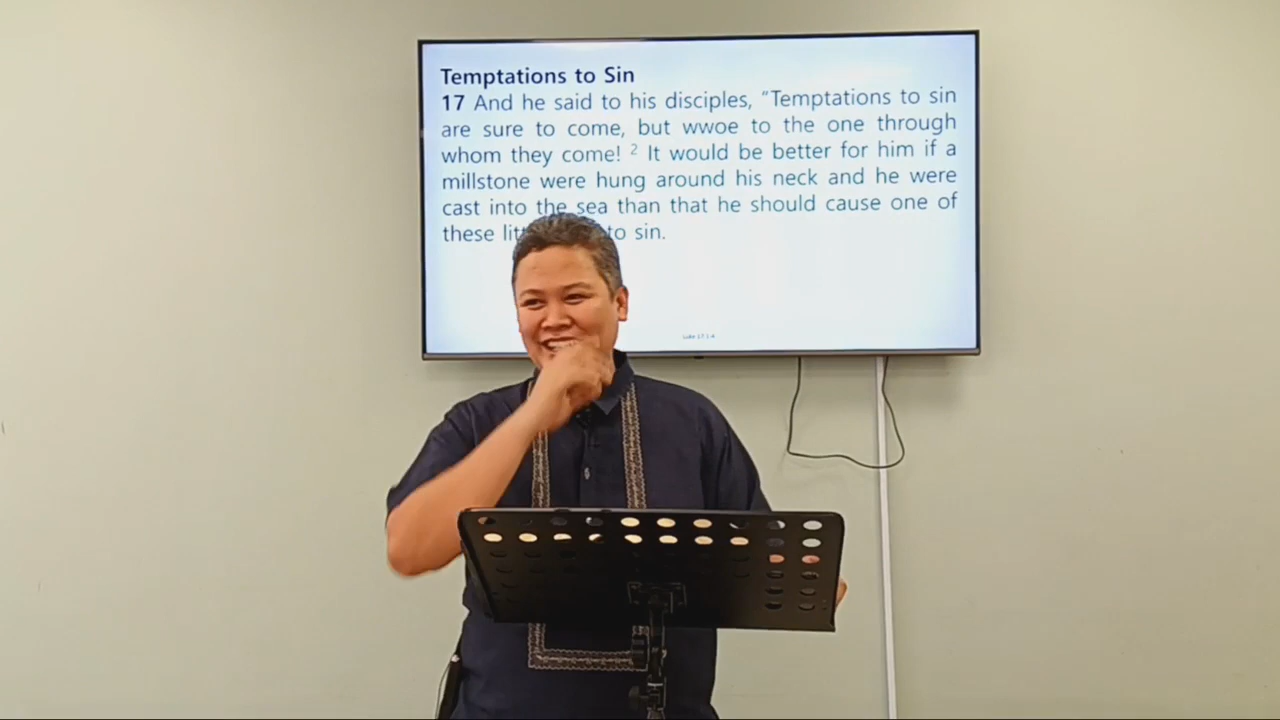 Temptations to Sin
17 And he said to his disciples, “Temptations to sin
are sure to come, but wwoe to the one through
whom they come! 2 It would be better for him if a
millstone were hung around his neck and he were
cast into the sea than that he should cause one of
these to sin.